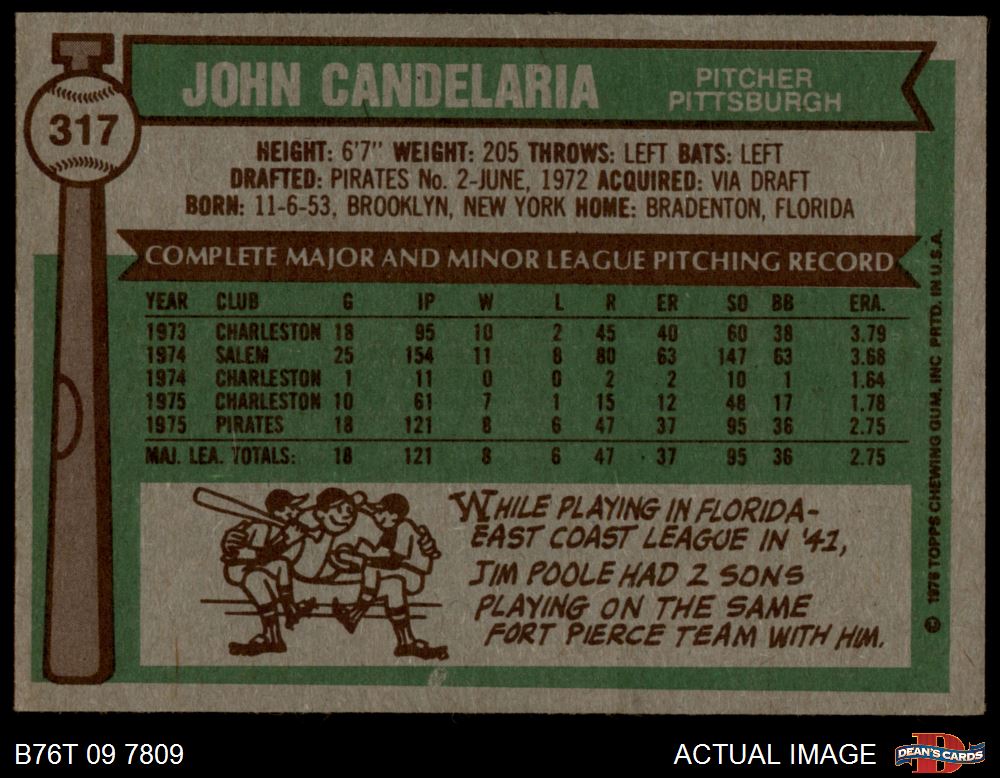 317
JOHN CANDELARIA
PITCHER
PITTSBURGH
HEIGHT: 6'7" WEIGHT: 205 THROWS: LEFT BATS: LEFT
DRAFTED: PIRATES No. 2-JUNE, 1972 ACQUIRED: VIA DRAFT
BORN: 11-6-53, BROOKLYN, NEW YORK HOME: BRADENTON, FLORIDA
COMPLETE MAJOR AND MINOR LEAGUE PITCHING RECORD
YEAR CLUB G IP W L R ER SO BB ERA.
1973 CHARLESTON 18 95 10 2 45 40 60 38 3.79
1974 SALEM 25 154 11 8 80 63 147 63 3.68
1974 CHARLESTON 1 11 0 0 2 2 10 1 1.64
1975 CHARLESTON 10 61 7 1 15 12 48 17 1.78
1975 PIRATES 18 121 8 6 47 37 95 36 2.75
MAJ. LEA. TOTALS: 18 121 8 6 47 37 95 36 2.75
WHILE PLAYING IN FLORIDA-
EAST COAST LEAGUE IN '41,
JIM POOLE HAD 2 SONS
PLAYING ON THE SAME
FORT PIERCE TEAM WITH HIM.
© 1976 TOPPS CHEWING GUM, INC PRTD. IN U.S.A.
B76T 09 7809
ACTUAL IMAGE
DEAN'S CARDS